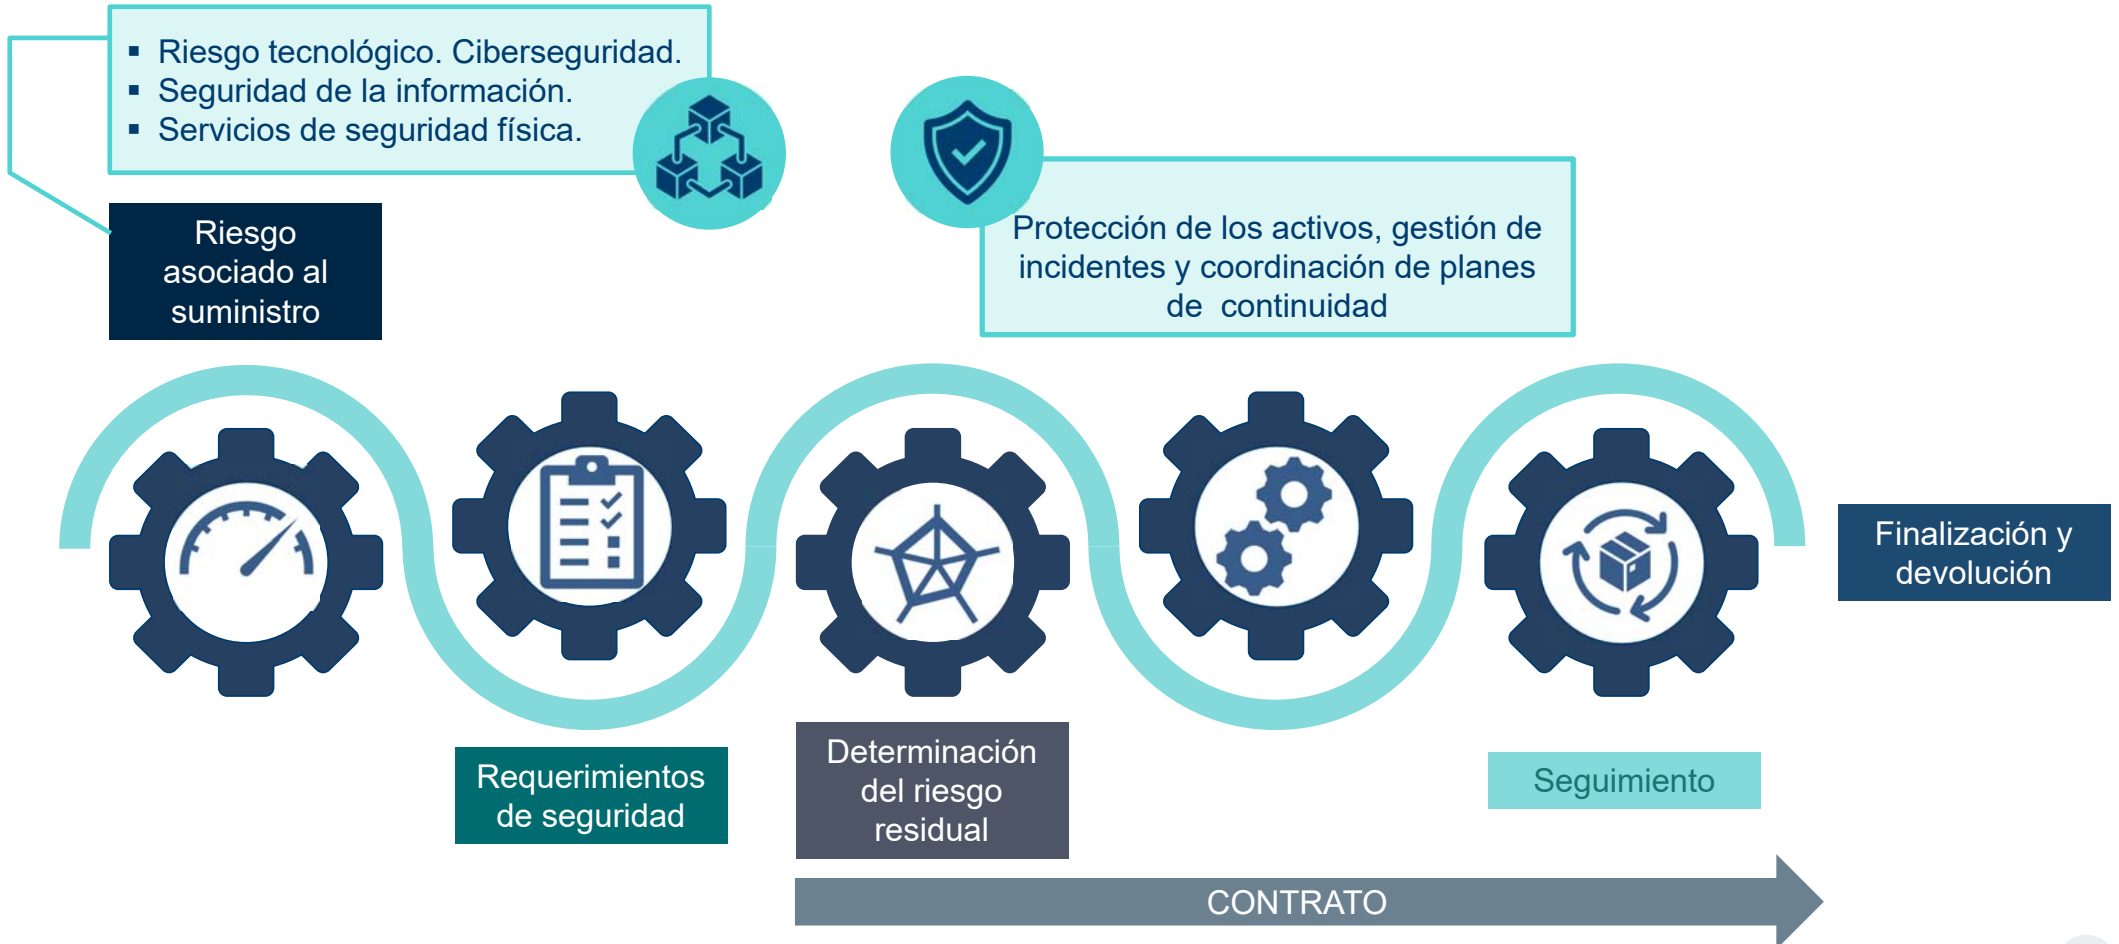 ▪ Riesgo tecnológico. Ciberseguridad.
▪ Seguridad de la información.
▪ Servicios de seguridad física.
Riesgo
asociado al
suministro
Protección de los activos, gestión de
incidentes y coordinación de planes
de  continuidad
Finalización y
devolución
Requerimientos
de seguridad
Determinación
del riesgo
residual
Seguimiento
CONTRATO